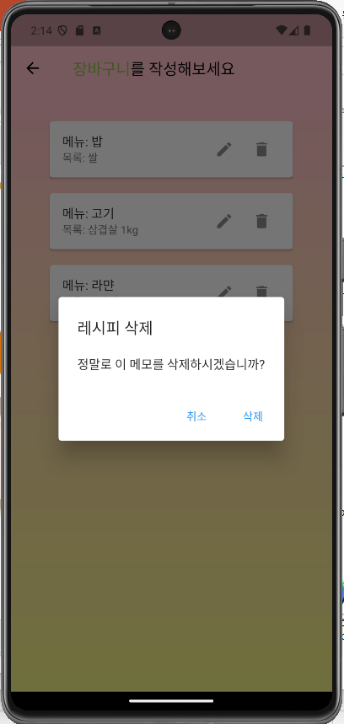 2:14
장바구니를 작성해보세요
메뉴: 밥
목록: 쌀
메뉴: 고기
목록: 삼겹살 1kg
메뉴: 라먄
레시피 삭제
정말로 이 메모를 삭제하시겠습니까?
취소 삭제